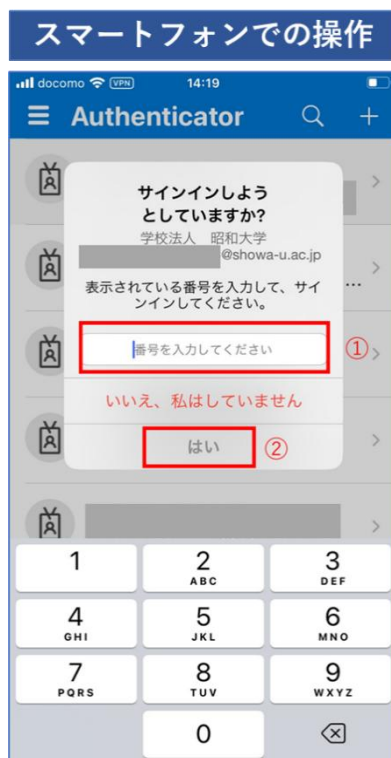 スマートフォンでの操作
docomo VPN 14:19
Authenticator
サインインしよう
としていますか?
学校法人 昭和大学
@showa-u.ac.jp
表示されている番号を入力して、サイ
ンインしてください。
番号を入力してください ①
...
いいえ、私はしていません
はい ②
1 2 3
ABC DEF
4 5 6
GHI JKL MNO
7 8 9
PQRS TUV WXYZ
0